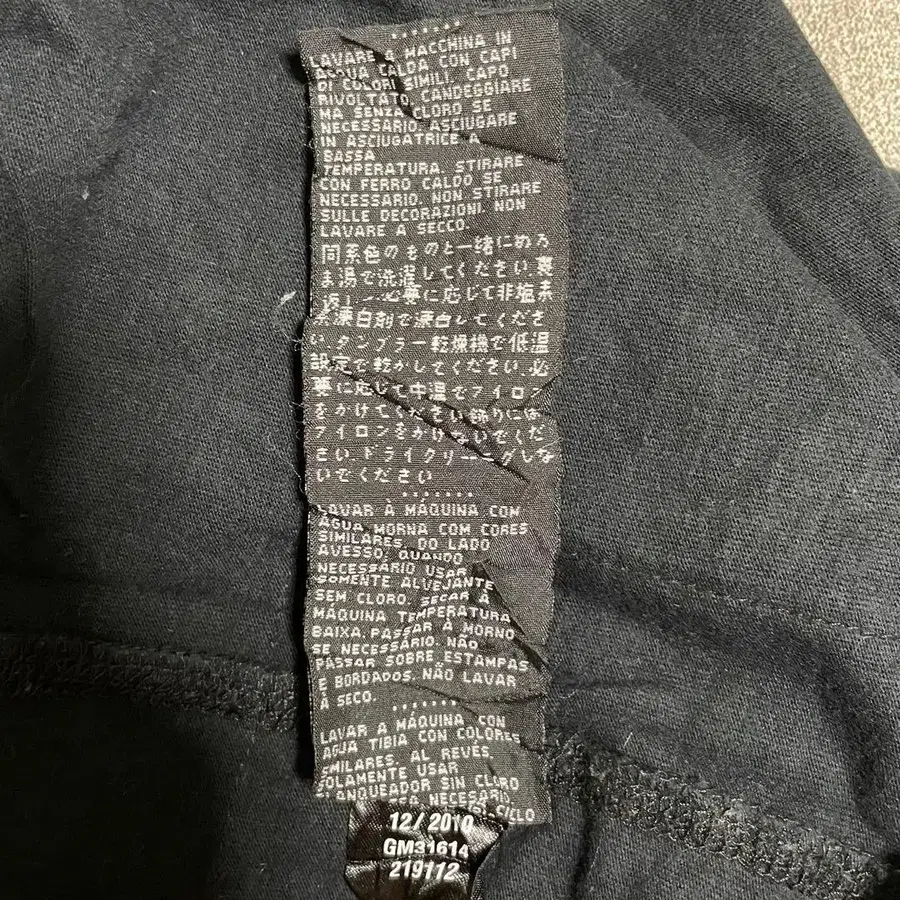 LAVARE A MACCHINA IN
ACQUA CALDA CON CAPI
DI COLORI SIMILI, CAPO
RIVOLTATO. CANDEGGIARE
MA SENZA CLORO SE
NECESSARIO. ASCIUGARE
IN ASCIUGATRICE A
BASSA
TEMPERATURA. STIRARE
CON FERRO CALDO SE
NECESSARIO. NON STIRARE
SULLE DECORAZIONI. NON
LAVARE A SECCO.
同系色のものと一緒にぬる
ま湯で洗濯してください.裏
返し 必要に応じて非塩素
系漂白剤で漂白してくださ
い.タンブラー乾燥機で低温
設定で乾かしてください.必
要に応じて中温でアイロン
をかけてください.飾りには
アイロンをかけないでくだ
さい.ドライクリーニングしな
いでください
LAVAR À MÁQUINA COM
ÁGUA MORNA COM CORES
SIMILARES, DO LADO
AVESSO, QUANDO
NECESSÁRIO USAR
SOMENTE ALVEJANTE
SEM CLORO. SECAR À
MÁQUINA TEMPERATURA
BAIXA. PASSAR A MORNO
SE NECESSÁRIO. NÃO
PASSAR SOBRE ESTAMPAS
E BORDADOS. NÃO LAVAR
À SECO.
LAVAR A MÁQUINA CON
AGUA TIBIA CON COLORES
SIMILARES, AL REVÉS
SOLAMENTE USAR
BLANQUEADOR SIN CLORO
NECESARIO. CICLO
12/2010
GM31614
219112